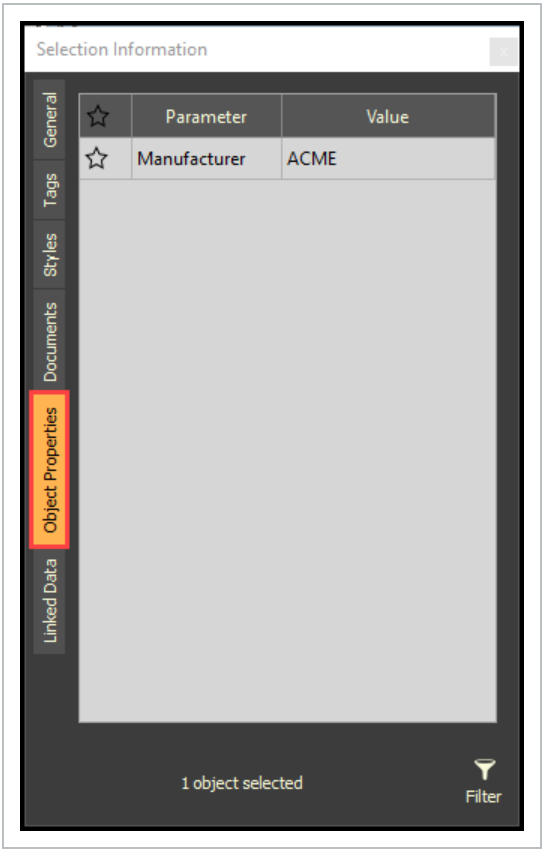 Selection Information
x
General
Tags
Styles
Documents
Object Properties
Linked Data
Parameter Value
Manufacturer ACME
1 object selected
Filter